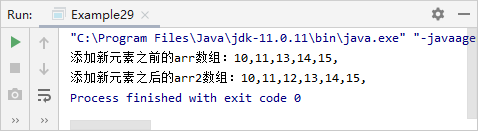 Run: Example29
"C:\Program Files\Java\jdk-11.0.11\bin\java.exe" "-javaage
添加新元素之前的arr数组：10,11,13,14,15,
添加新元素之后的arr2数组：10,11,12,13,14,15,
Process finished with exit code 0